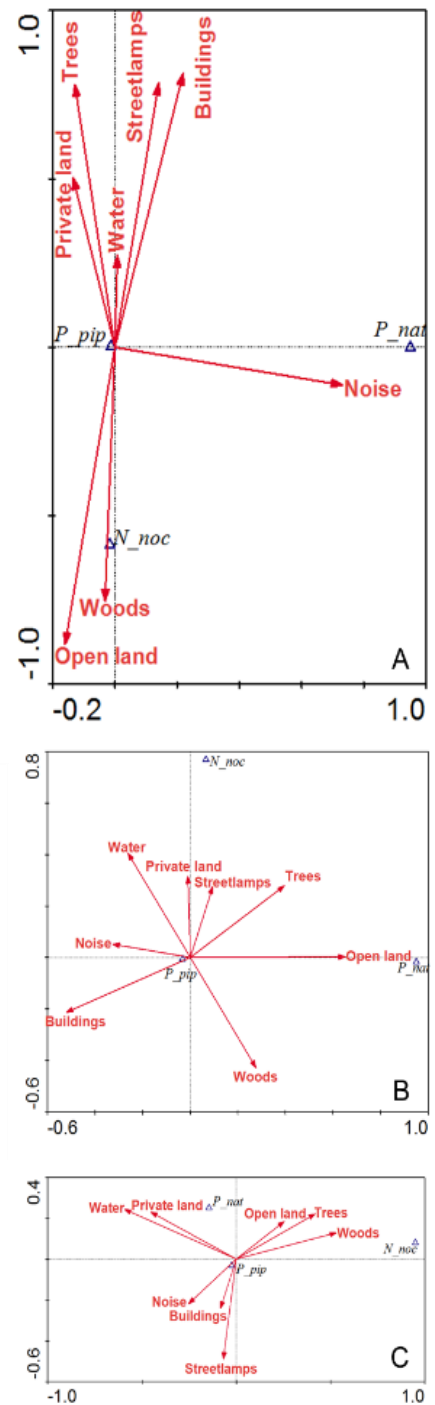 1.0
Trees
Streetlamps
Buildings
Private land
Water
P_pip
P_nat
Noise
N_noc
Woods
Open land
A
-1.0
-0.2
1.0
0.8
N_noc
Water
Private land
Streetlamps
Trees
Noise
Open land
P_pip
P_nat
Buildings
Woods
B
-0.6
-0.6
1.0
0.4
Water
Private land
P_nat
Open land
Trees
Woods
N_noc
P_pip
Noise
Buildings
Streetlamps
C
-0.6
-1.0
1.0